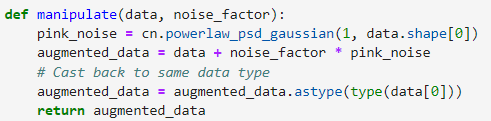 def manipulate(data, noise_factor):
    pink_noise = cn.powerlaw_psd_gaussian(1, data.shape[0])
    augmented_data = data + noise_factor * pink_noise
    # Cast back to same data type
    augmented_data = augmented_data.astype(type(data[0]))
    return augmented_data